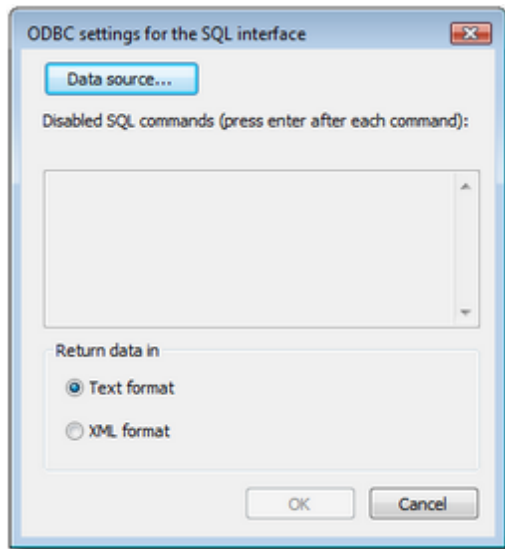 ODBC settings for the SQL interface
Data source...
Disabled SQL commands (press enter after each command):
Return data in
Text format
XML format
OK
Cancel